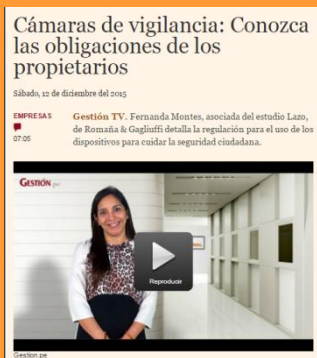 Cámaras de vigilancia: Conozca
las obligaciones de los
propietarios
Sábado, 12 de diciembre del 2015
EMPRESAS
07:05
Gestión TV. Fernanda Montes, asociada del estudio Lazo,
de Romaña & Gagliuffi detalla la regulación para el uso de los
dispositivos para cuidar la seguridad ciudadana.
GESTIÓN.pe
Reproducir
Gestion.pe